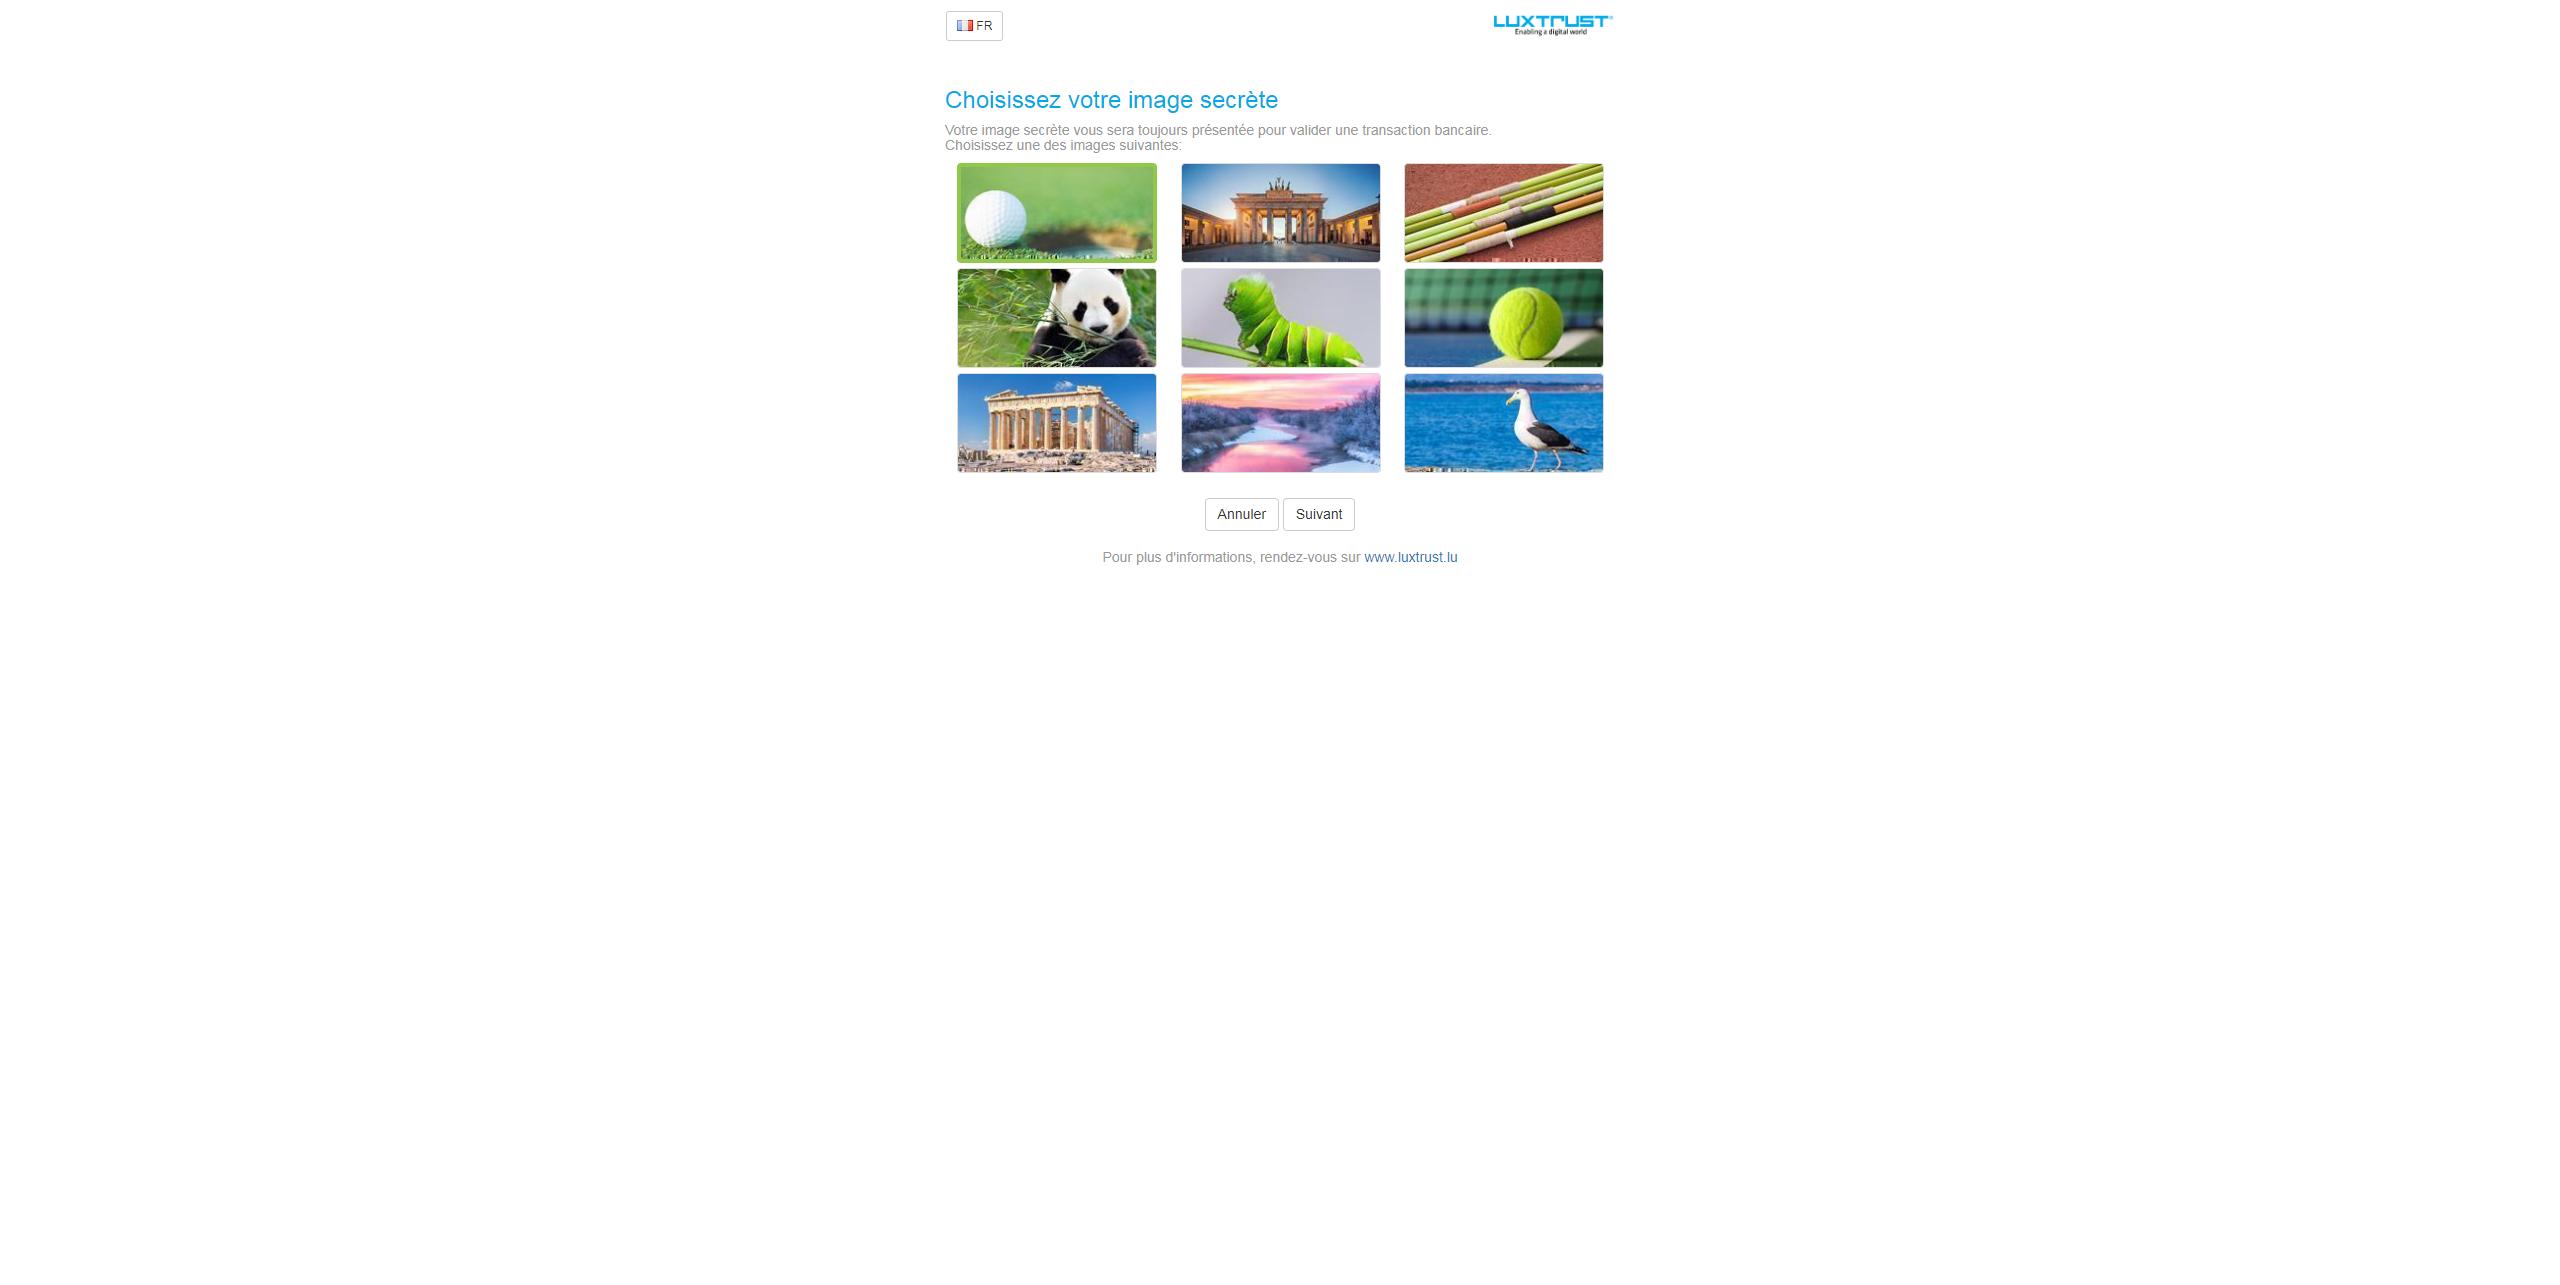 FR
LUXTRUST
Enabling a digital world
Choisissez votre image secrète
Votre image secrète vous sera toujours présentée pour valider une transaction bancaire.
Choisissez une des images suivantes:
Annuler
Suivant
Pour plus d'informations, rendez-vous sur www.luxtrust.lu